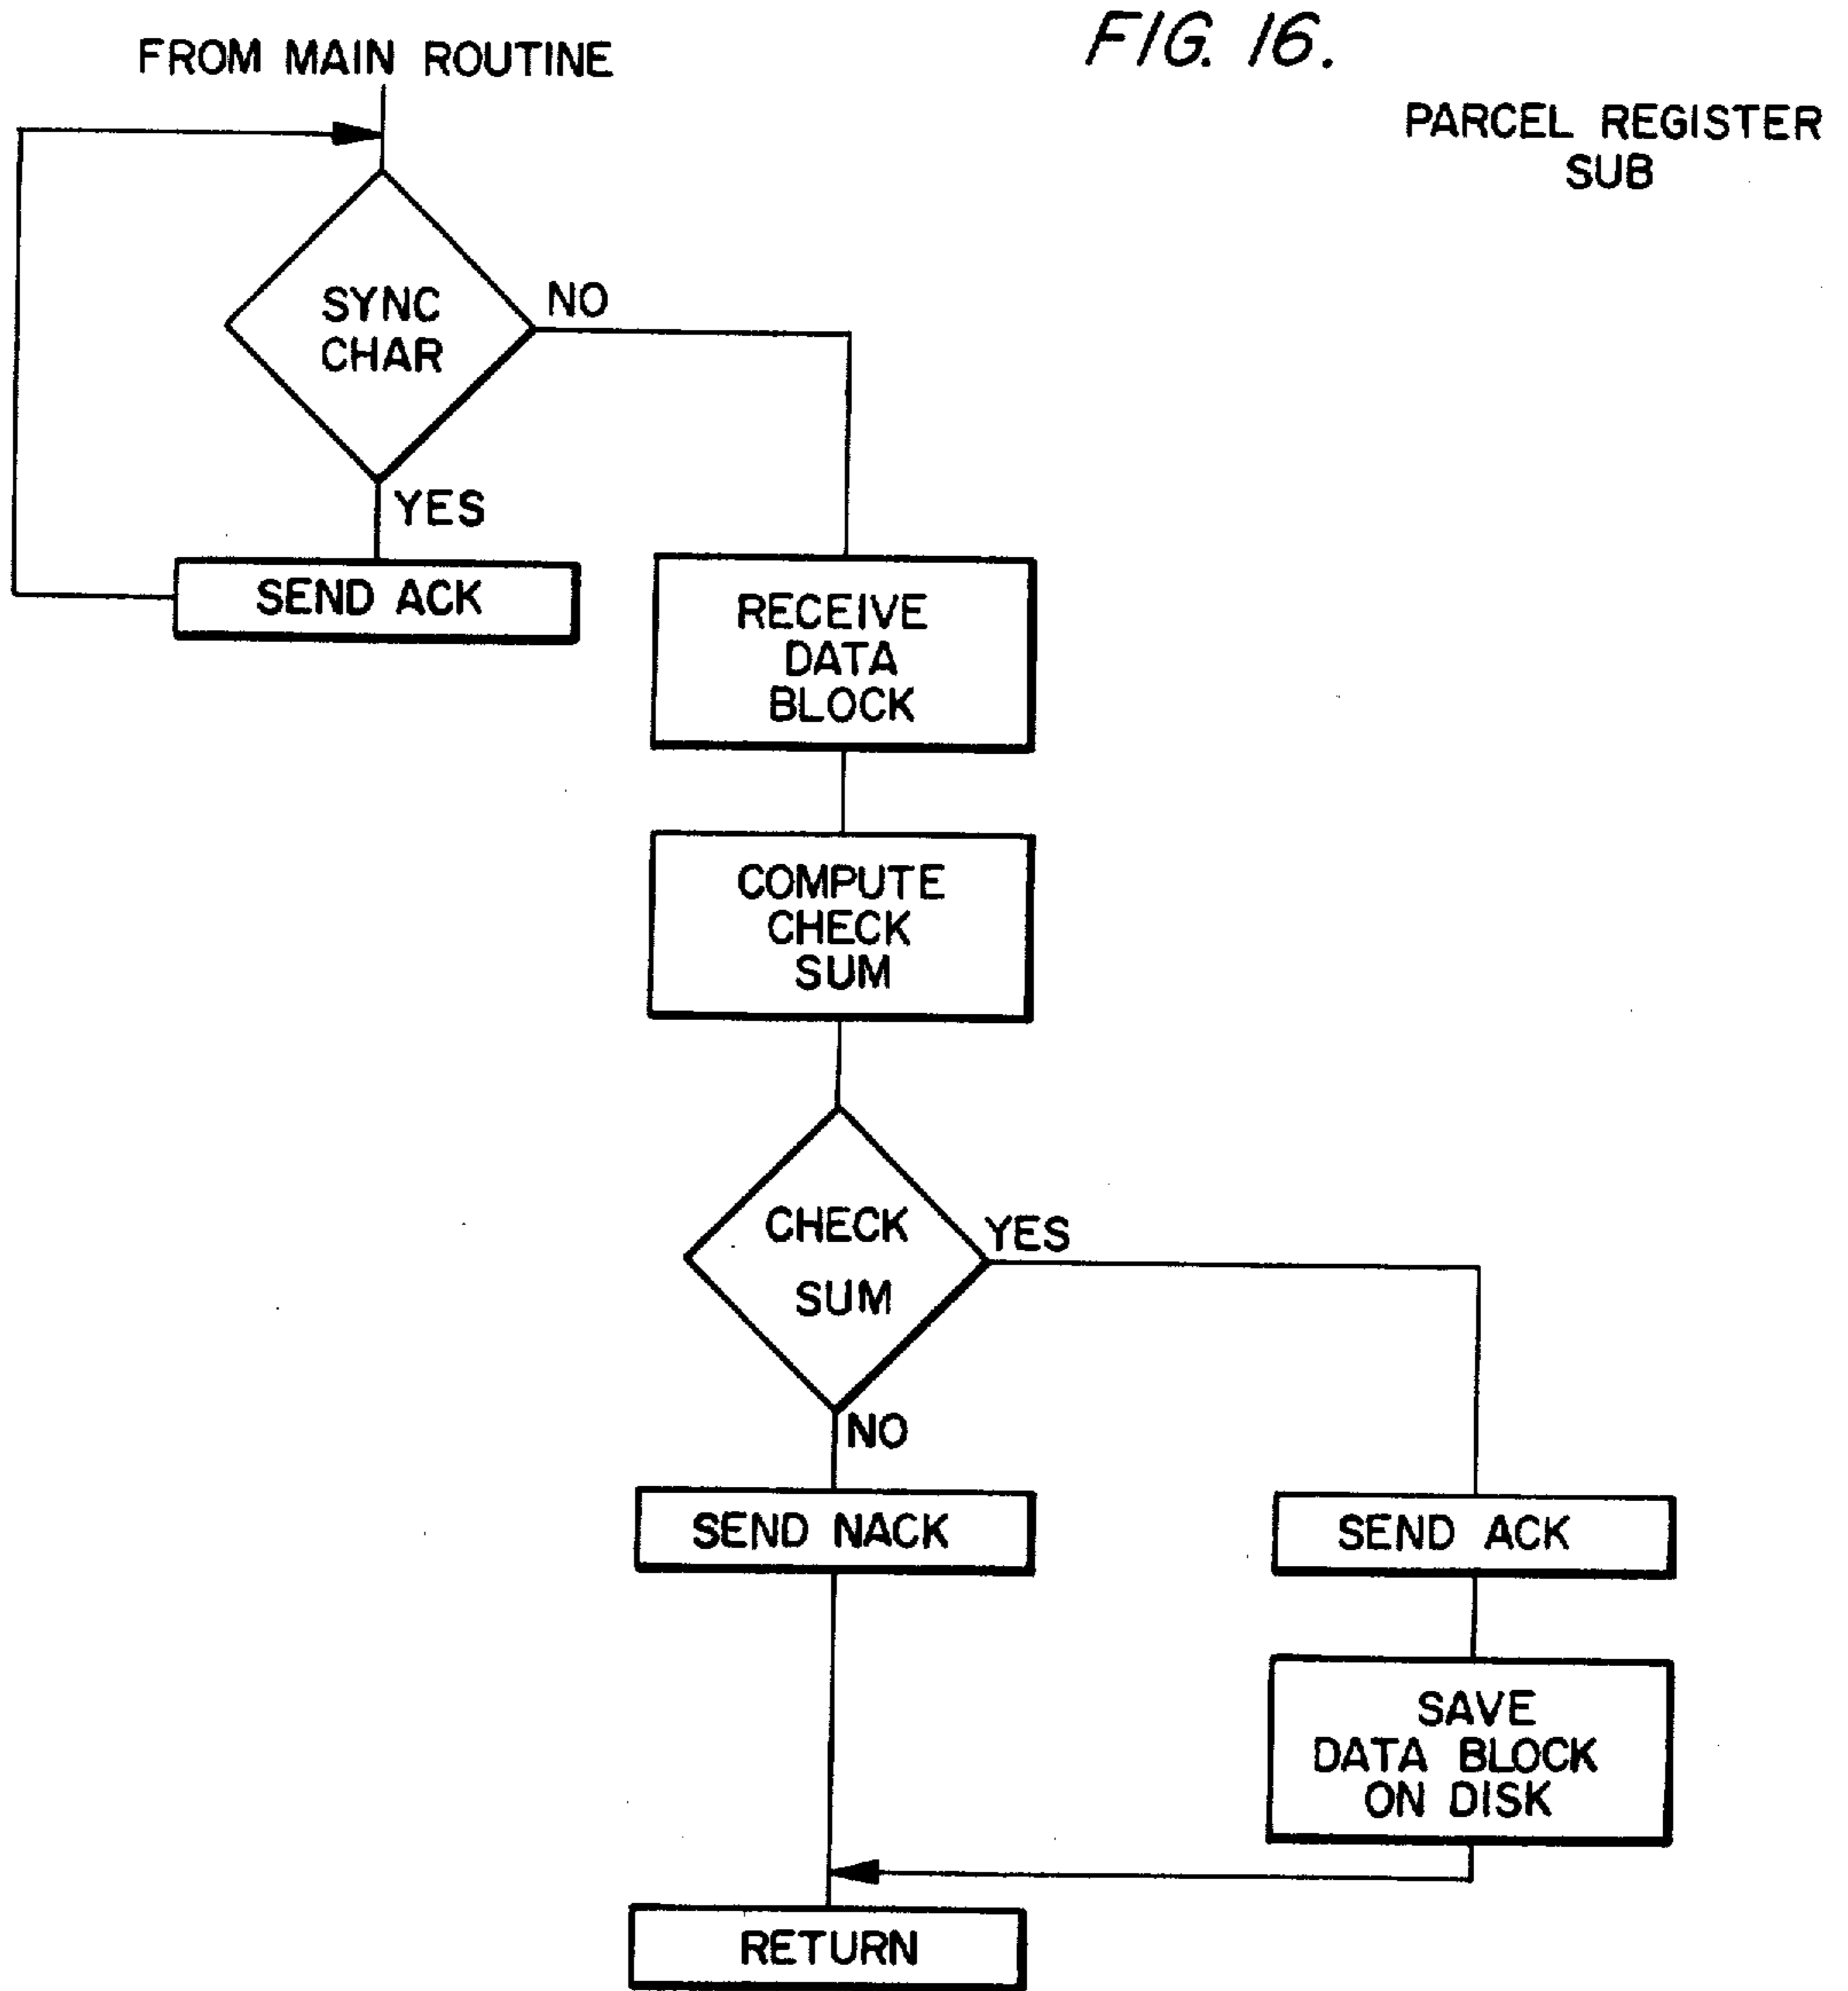 FIG. 16.
FROM MAIN ROUTINE
PARCEL REGISTER
SUB
SYNC
CHAR
NO
YES
SEND ACK
RECEIVE
DATA
BLOCK
COMPUTE
CHECK
SUM
CHECK
SUM
YES
NO
SEND NACK
SEND ACK
SAVE
DATA BLOCK
ON DISK
RETURN